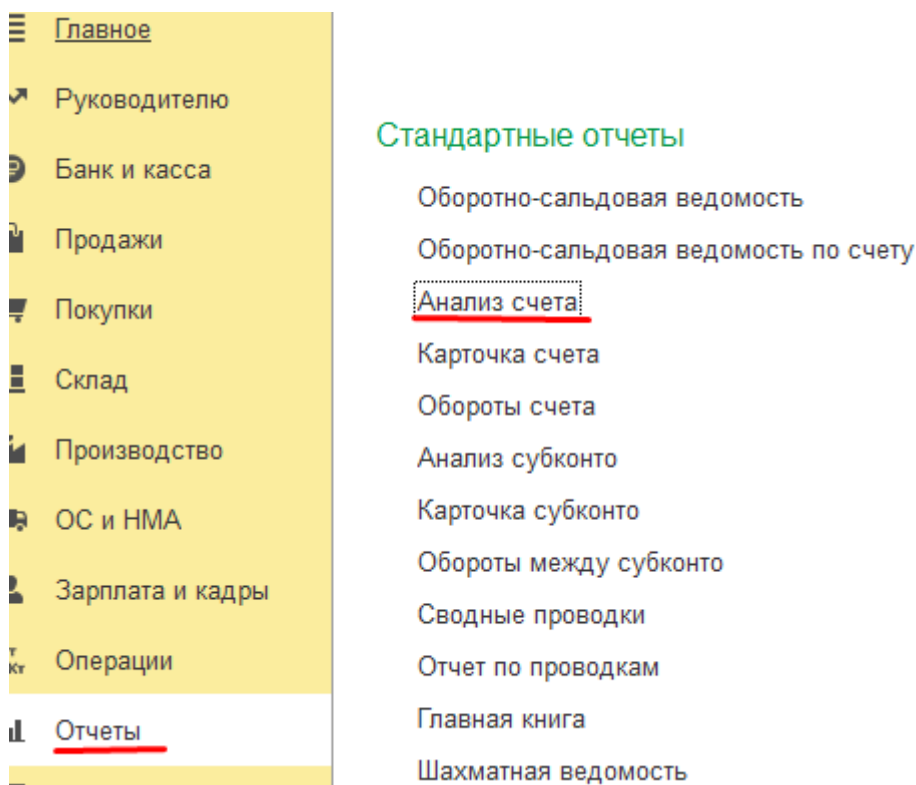 Главное
Руководителю
Банк и касса
Продажи
Покупки
Склад
Производство
ОС и НМА
Зарплата и кадры
Операции
Отчеты
Стандартные отчеты
Оборотно-сальдовая ведомость
Оборотно-сальдовая ведомость по счету
Анализ счета
Карточка счета
Обороты счета
Анализ субконто
Карточка субконто
Обороты между субконто
Сводные проводки
Отчет по проводкам
Главная книга
Шахматная ведомость